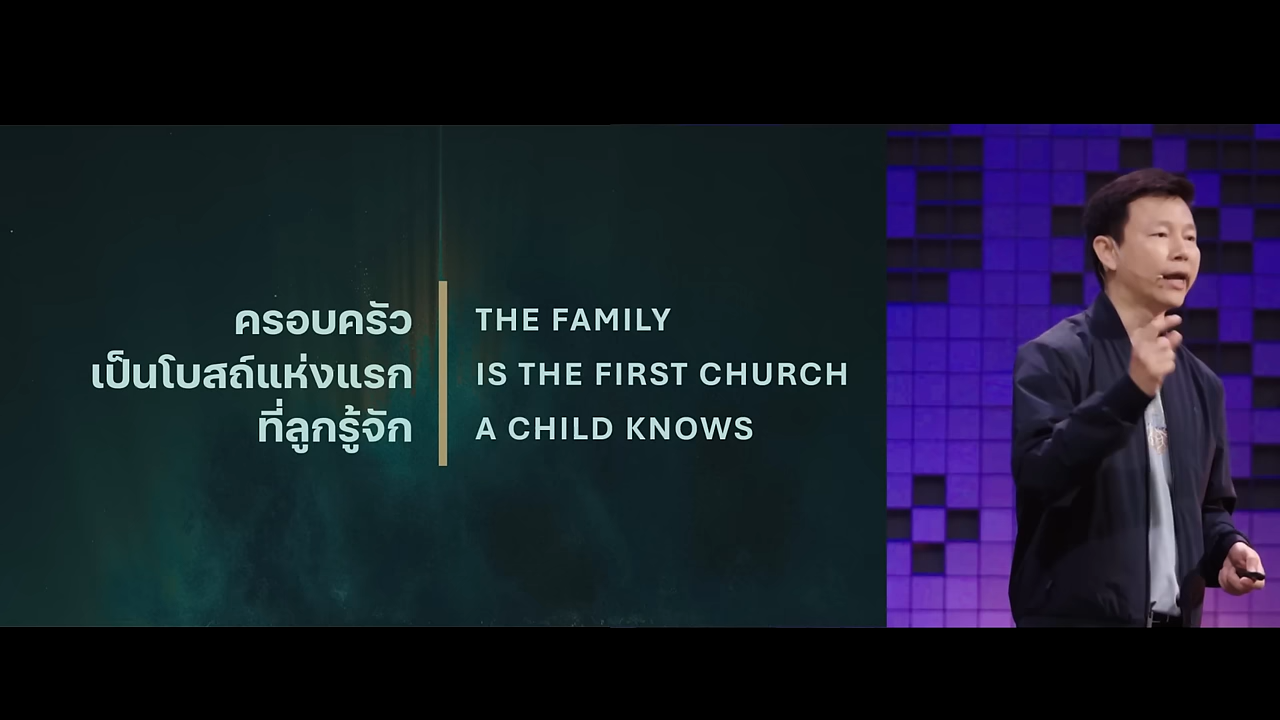 ครอบครัว
เป็นโบสถ์แห่งแรก
ที่ลูกรู้จัก
THE FAMILY
IS THE FIRST CHURCH
A CHILD KNOWS